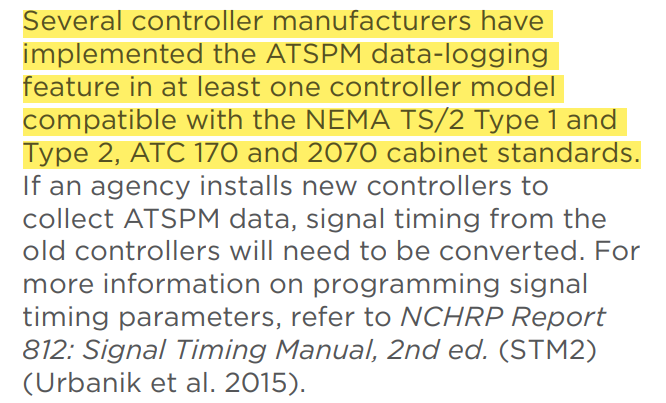 Several controller manufacturers have
implemented the ATSPM data-logging
feature in at least one controller model
compatible with the NEMA TS/2 Type 1 and
Type 2, ATC 170 and 2070 cabinet standards.
If an agency installs new controllers to
collect ATSPM data, signal timing from the
old controllers will need to be converted. For
more information on programming signal
timing parameters, refer to NCHRP Report
812: Signal Timing Manual, 2nd ed. (STM2)
(Urbanik et al. 2015).